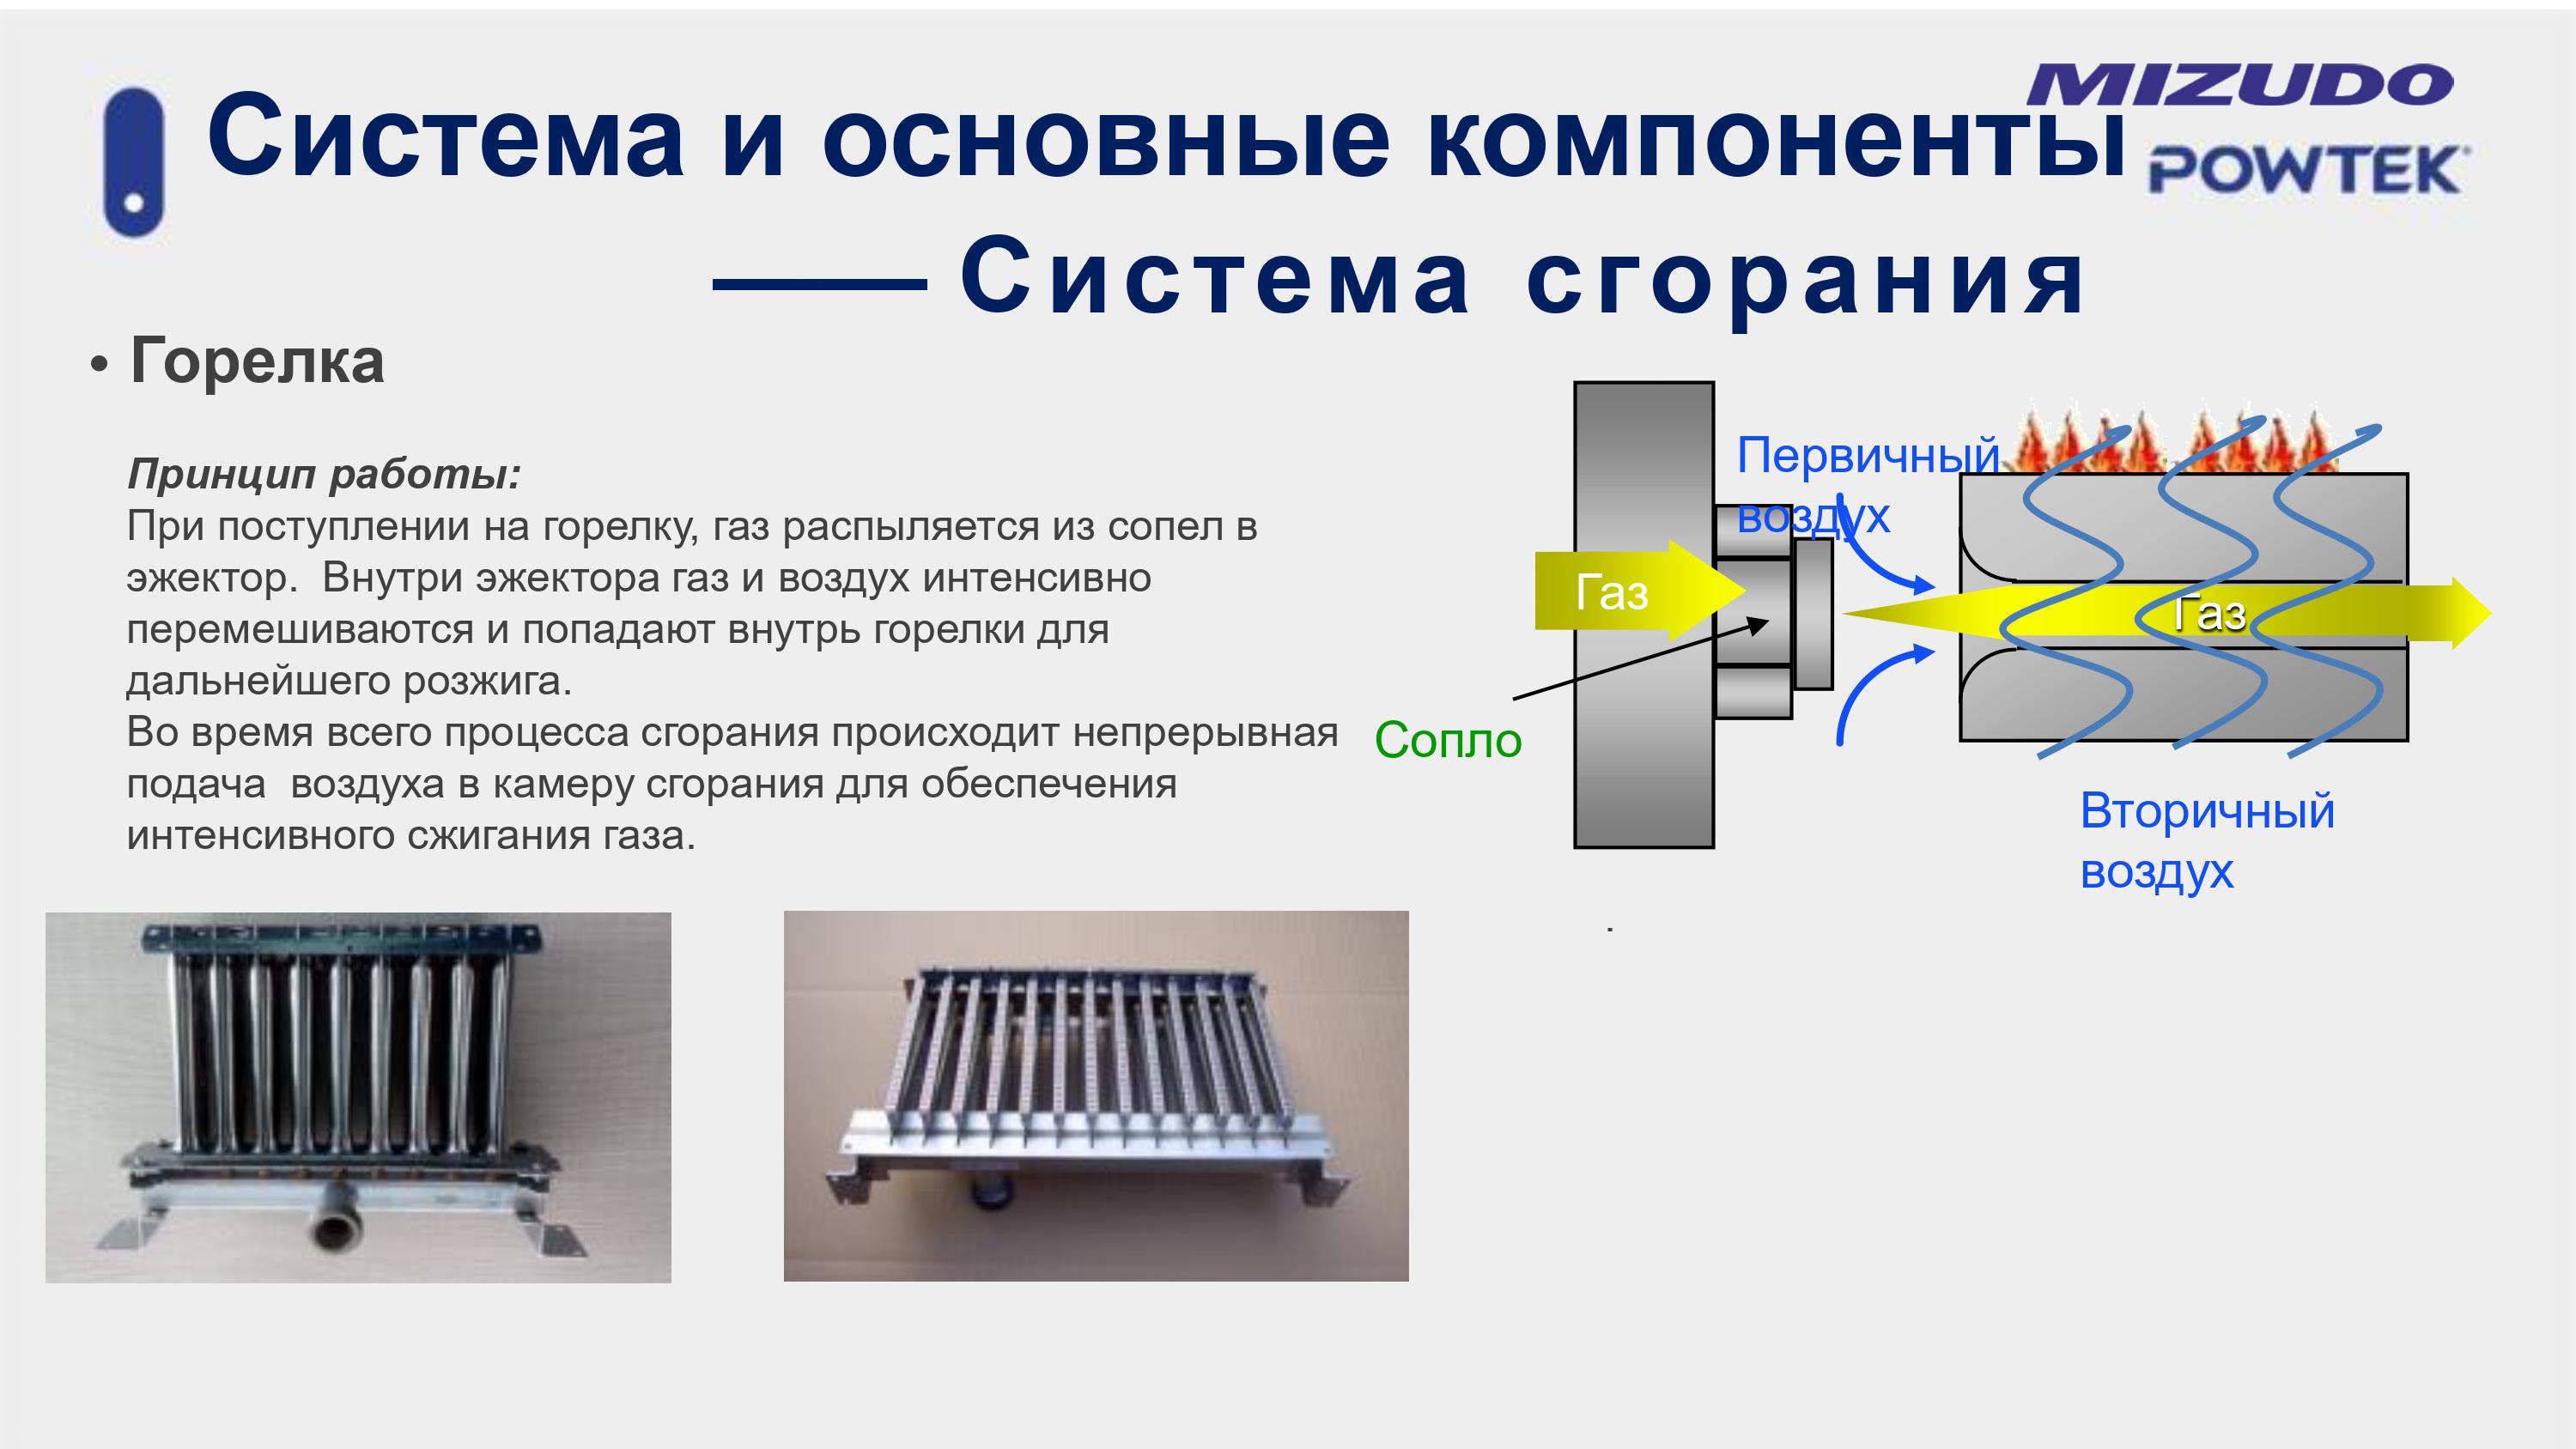 MIZUDO
Система и основные компоненты
POWTEK
—— Система сгорания
• Горелка
Принцип работы:
При поступлении на горелку, газ распыляется из сопел в
эжектор.  Внутри эжектора газ и воздух интенсивно
перемешиваются и попадают внутрь горелки для
дальнейшего розжига.
Во время всего процесса сгорания происходит непрерывная
подача  воздуха в камеру сгорания для обеспечения
интенсивного сжигания газа.
Первичный
воздух
Газ
Газ
Сопло
Вторичный
воздух
.